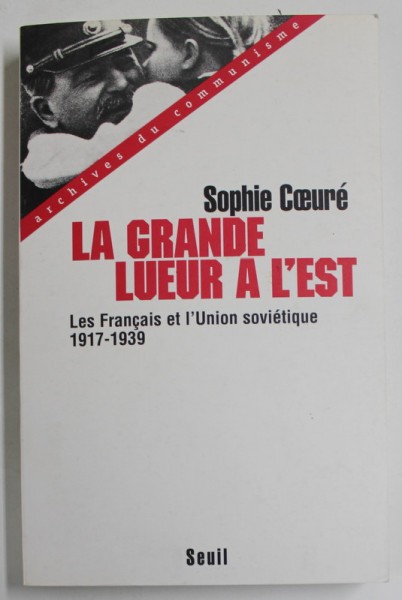 archives du communisme
Sophie Cœuré
LA GRANDE
LUEUR A L'EST
Les Français et l'Union soviétique
1917-1939
Seuil